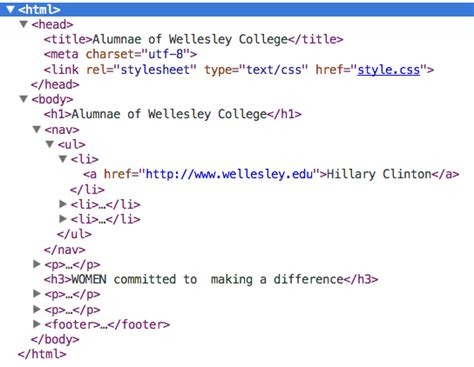 ▼<html>
▼<head>
<title>Alumnae of Wellesley College</title>
<meta charset="utf-8">
<link rel="stylesheet" type="text/css" href="style.css">
</head>
▼<body>
<h1>Alumnae of Wellesley College</h1>
▼<nav>
▼<ul>
▼<li>
<a href="http://www.wellesley.edu">Hillary Clinton</a>
</li>
▶<li>…</li>
▶<li>…</li>
</ul>
</nav>
▶<p>…</p>
<h3>WOMEN committed to  making a difference</h3>
▶<p>…</p>
▶<p>…</p>
▶<footer>…</footer>
</body>
</html>